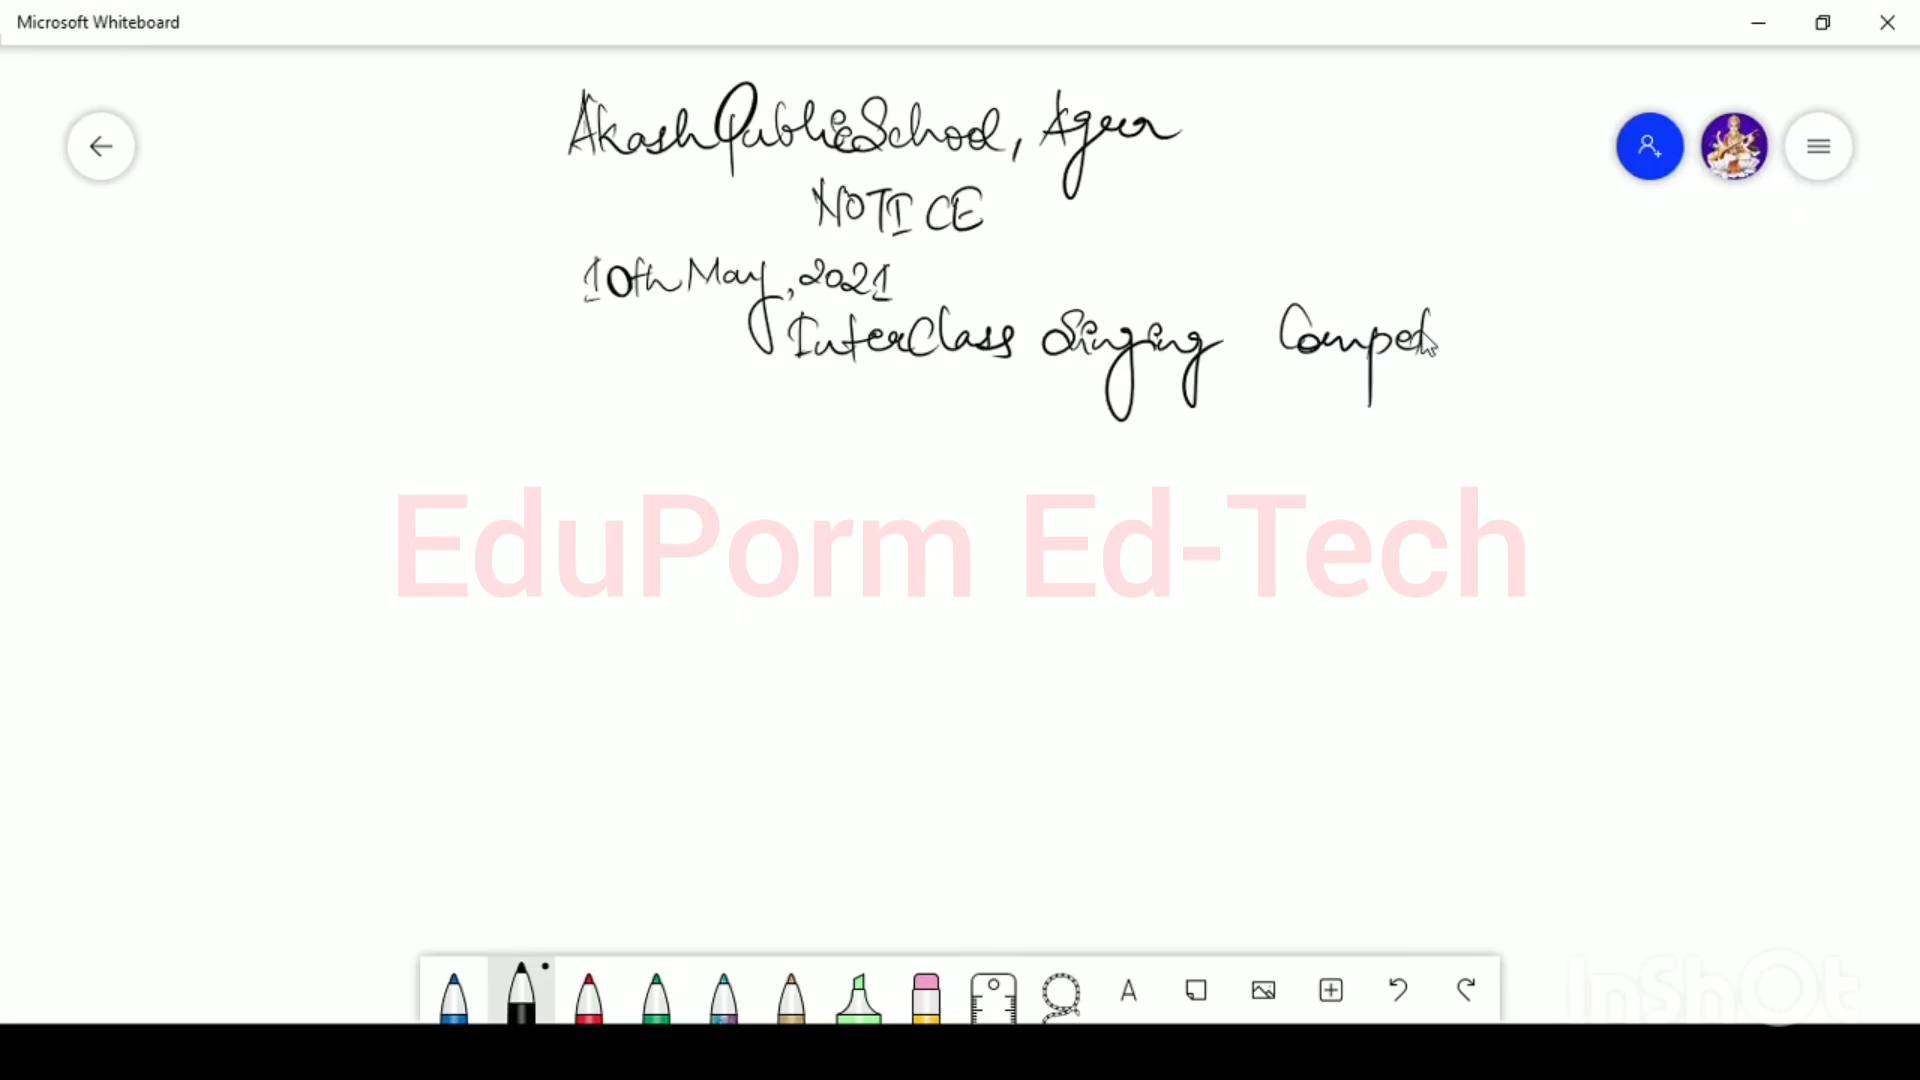 Microsoft Whiteboard
Akash Public School, Agra
NOTICE
10th May, 2021
InterClass Singing Compet
EduPorm Ed-Tech
InShOt